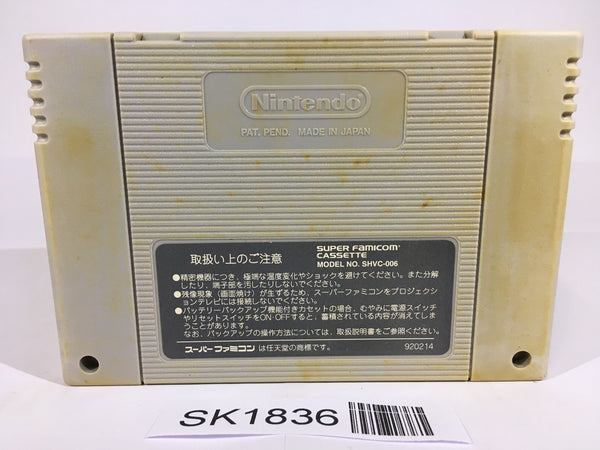 Nintendo
PAT. PEND. MADE IN JAPAN
取扱い上のご注意
SUPER FAMICOM
CASSETTE
MODEL NO. SHVC-006
●精密機器につき、極端な温度変化やショックを避けてください。また分解
したり、端子部を汚したりしないでください。
●残像現象（画面焼け）が生ずるため、スーパーファミコンをプロジェクシ
ョンテレビには接続しないでください。
●バッテリーバックアップ機能付きカセットの場合、むやみに電源スイッチ
やリセットスイッチをON・OFFすると、蓄積されている内容が消えてしま
うことがあります。
なお、バックアップの操作方法については、取扱説明書をご参照ください。
スーパーファミコンは任天堂の商標です。
920214
SK1836